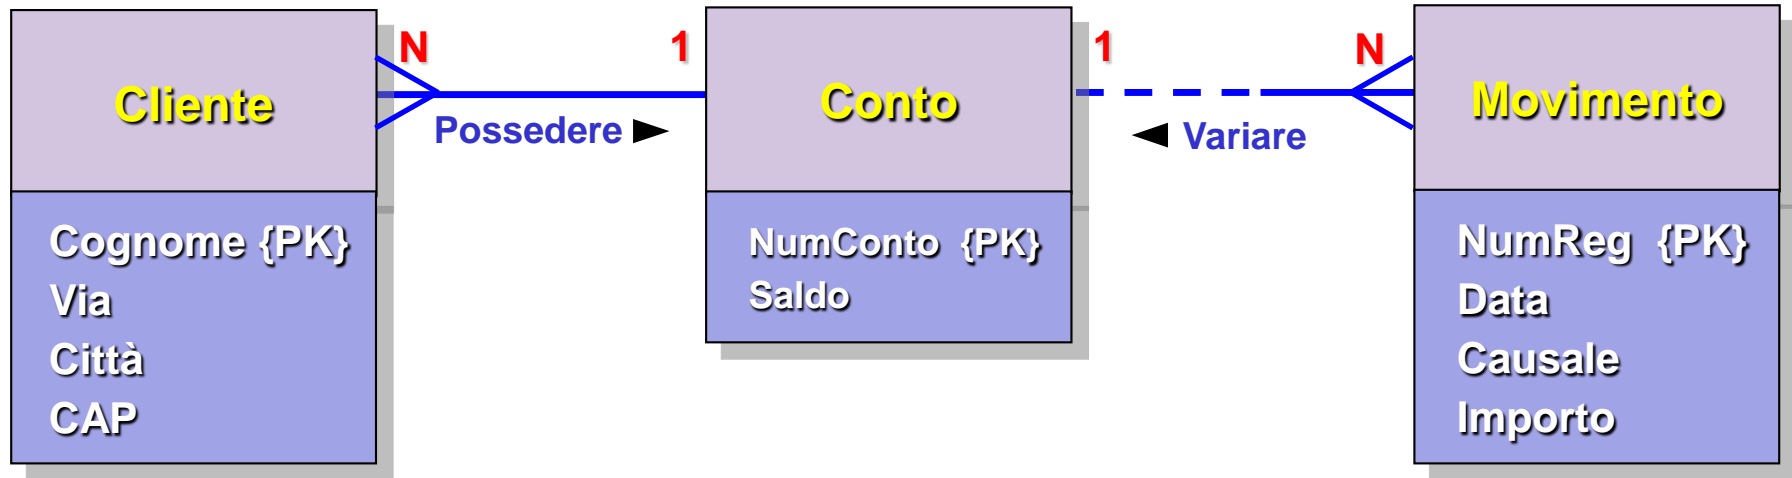 Cliente
N
1
Possedere
Cognome {PK}
Via
Città
CAP
Conto
NumConto {PK}
Saldo
1
N
Variare
Movimento
NumReg {PK}
Data
Causale
Importo